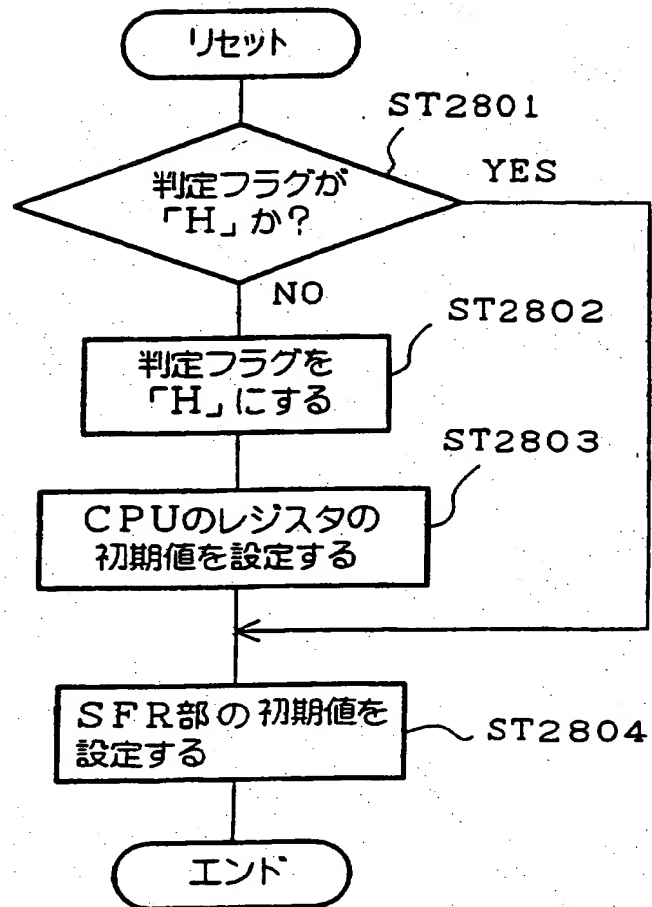 リセット
ST2801
判定フラグが
「H」か？
YES
NO
ST2802
判定フラグを
「H」にする
ST2803
CPUのレジスタの
初期値を設定する
SFR部の初期値を
設定する
ST2804
エンド